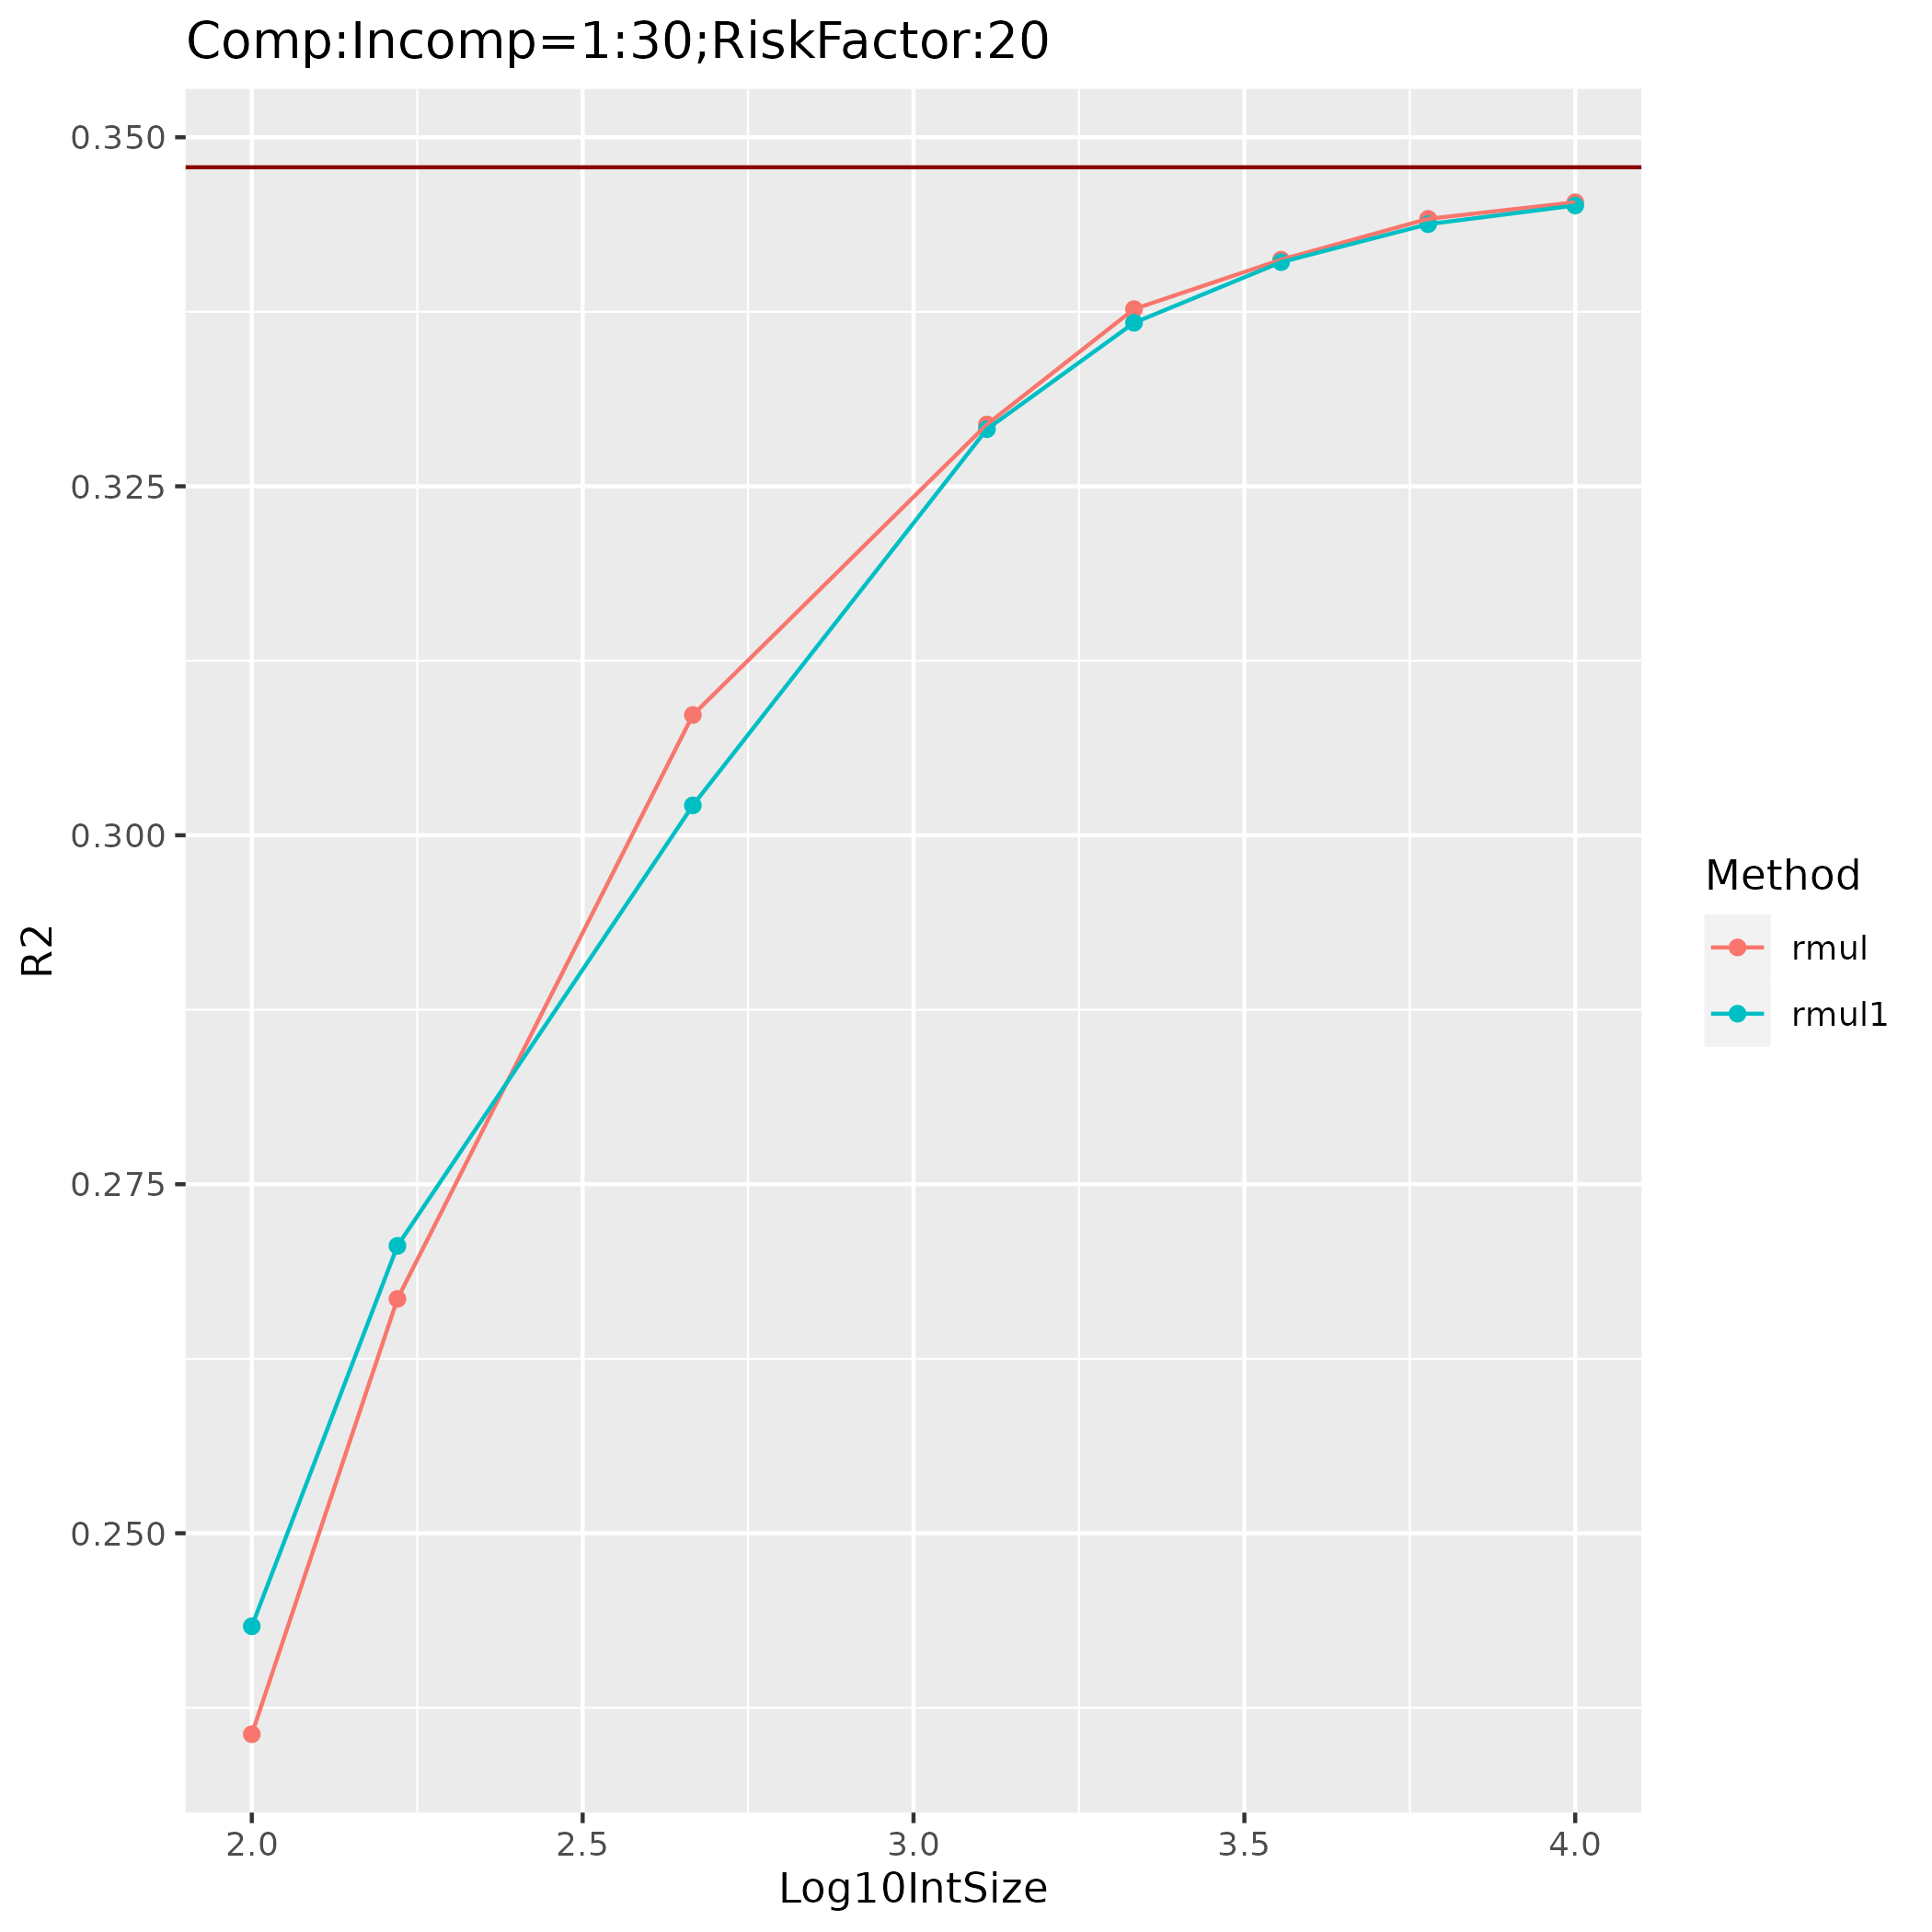 Comp:Incomp=1:30;RiskFactor:20
0.350
0.325
0.300
0.275
0.250
R2
2.0 2.5 3.0 3.5 4.0
Log10IntSize
Method
rmul
rmul1